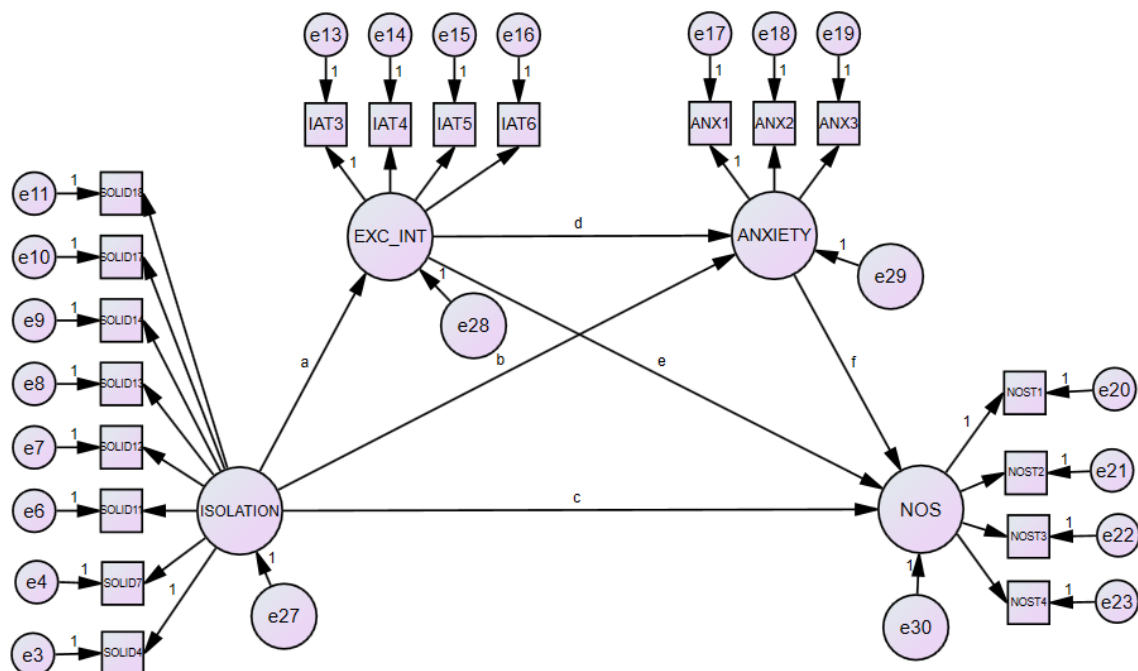 e13 e14 e15 e16 e17 e18 e19
1 1 1 1 1 1 1
IAT3 IAT4 IAT5 IAT6 ANX1 ANX2 ANX3
1 1
e11 1 SOLID18
EXC_INT d ANXIETY
e10 1 SOLID17
1 e28
1 e29
e9 1 SOLID14
e8 1 SOLID13
a b e f
e7 1 SOLID12
e6 1 SOLID11
ISOLATION c NOS
e4 1 SOLID7
e3 1 SOLID4 1
1 e27
1 e30
1 NOST1 1 e20
NOST2 1 e21
NOST3 1 e22
NOST4 1 e23